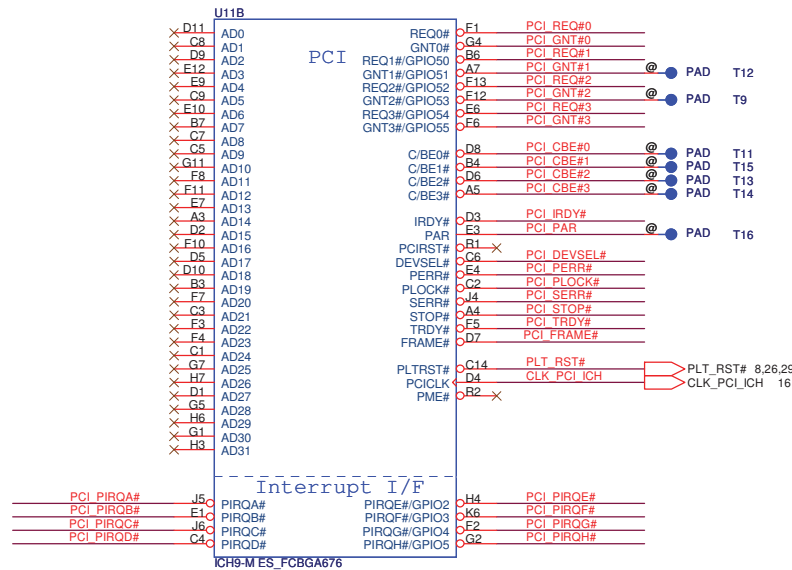 U11B
PCI
D11 AD0 REQ0# F1 PCI_REQ#0
C8 AD1 GNT0# G4 PCI_GNT#0
D9 AD2 REQ1#/GPIO50 B6 PCI_REQ#1
E12 AD3 GNT1#/GPIO51 A7 PCI_GNT#1 @ PAD T12
E9 AD4 REQ2#/GPIO52 F13 PCI_REQ#2
C9 AD5 GNT2#/GPIO53 F12 PCI_GNT#2 @ PAD T9
E10 AD6 REQ3#/GPIO54 E6 PCI_REQ#3
B7 AD7 GNT3#/GPIO55 F6 PCI_GNT#3
C7 AD8
C5 AD9 C/BE0# D8 PCI_CBE#0 @ PAD T11
G11 AD10 C/BE1# B4 PCI_CBE#1 @ PAD T15
F8 AD11 C/BE2# D6 PCI_CBE#2 @ PAD T13
F11 AD12 C/BE3# A5 PCI_CBE#3 @ PAD T14
E7 AD13
A3 AD14 IRDY# D3 PCI_IRDY#
D2 AD15 PAR E3 PCI_PAR @ PAD T16
F10 AD16 PCIRST# R1
D5 AD17 DEVSEL# C6 PCI_DEVSEL#
D10 AD18 PERR# E4 PCI_PERR#
B3 AD19 PLOCK# C2 PCI_PLOCK#
F7 AD20 SERR# J4 PCI_SERR#
C3 AD21 STOP# A4 PCI_STOP#
F3 AD22 TRDY# F5 PCI_TRDY#
F4 AD23 FRAME# D7 PCI_FRAME#
C1 AD24
G7 AD25 PLTRST# C14 PLT_RST# PLT_RST# 8,26,29
H7 AD26 PCICLK D4 CLK_PCI_ICH CLK_PCI_ICH 16
D1 AD27 PME# R2
G5 AD28
H6 AD29
G1 AD30
H3 AD31
Interrupt I/F
PCI_PIRQA# J5 PIRQA# PIRQE#/GPIO2 H4 PCI_PIRQE#
PCI_PIRQB# E1 PIRQB# PIRQF#/GPIO3 K6 PCI_PIRQF#
PCI_PIRQC# J6 PIRQC# PIRQG#/GPIO4 F2 PCI_PIRQG#
PCI_PIRQD# C4 PIRQD# PIRQH#/GPIO5 G2 PCI_PIRQH#
ICH9-M ES_FCBGA676